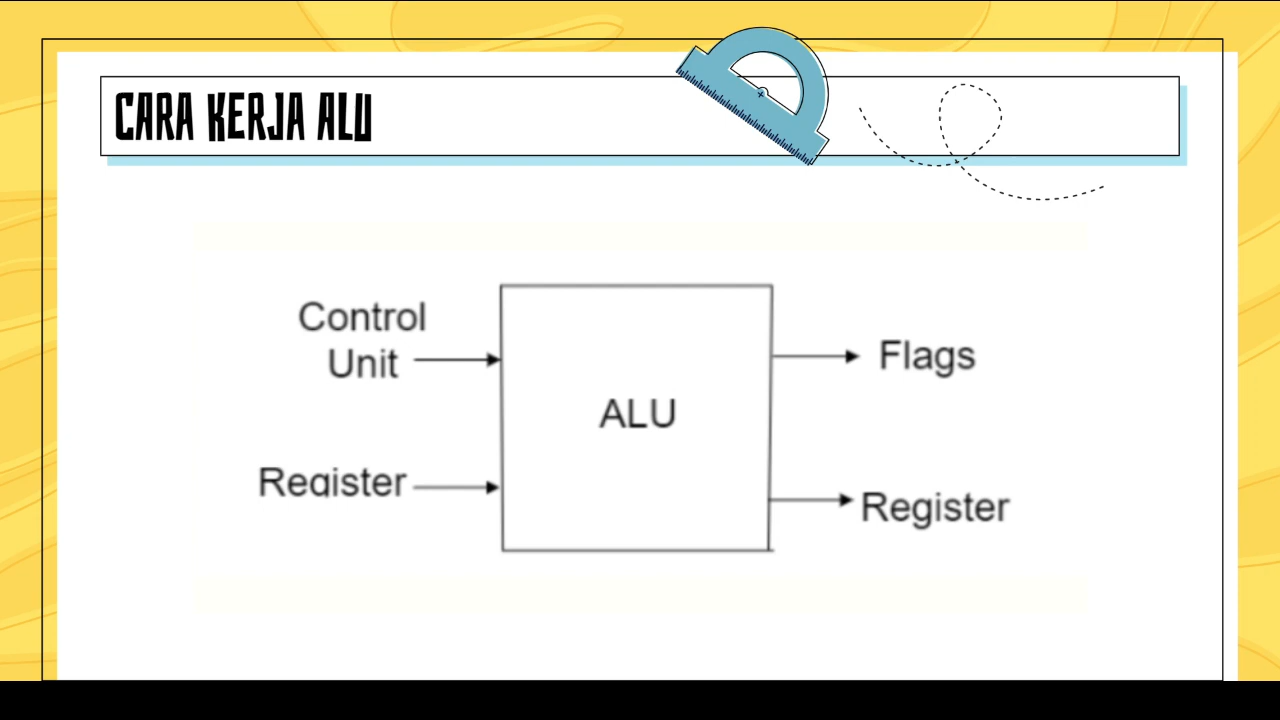 CARA KERJA ALU
Control
Unit
Flags
ALU
Register
Register